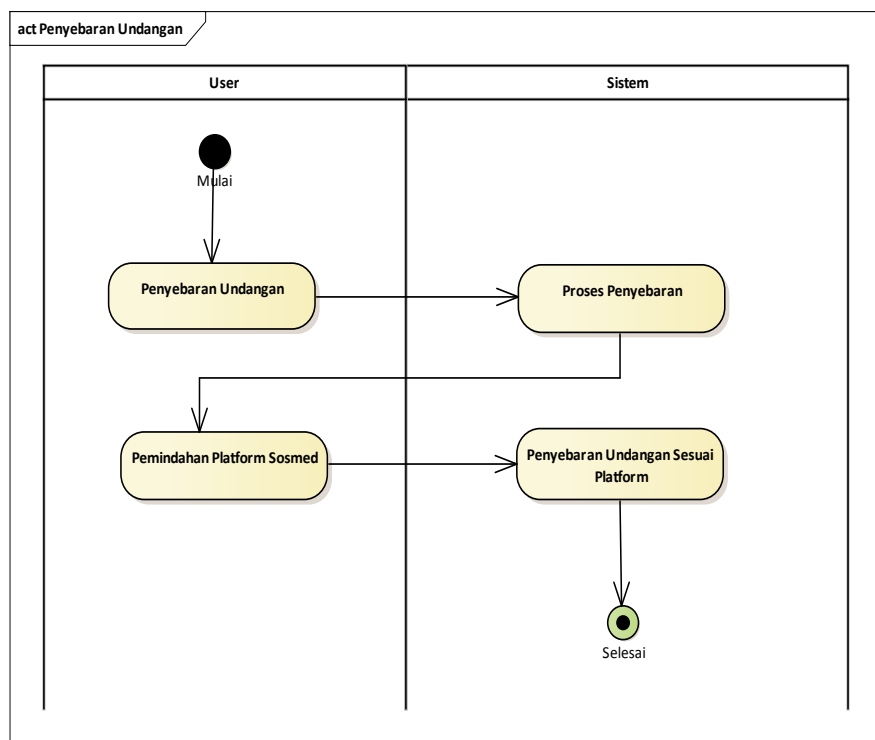 act Penyebaran Undangan
User
Sistem
Mulai
Penyebaran Undangan
Proses Penyebaran
Pemindahan Platform Sosmed
Penyebaran Undangan Sesuai
Platform
Selesai